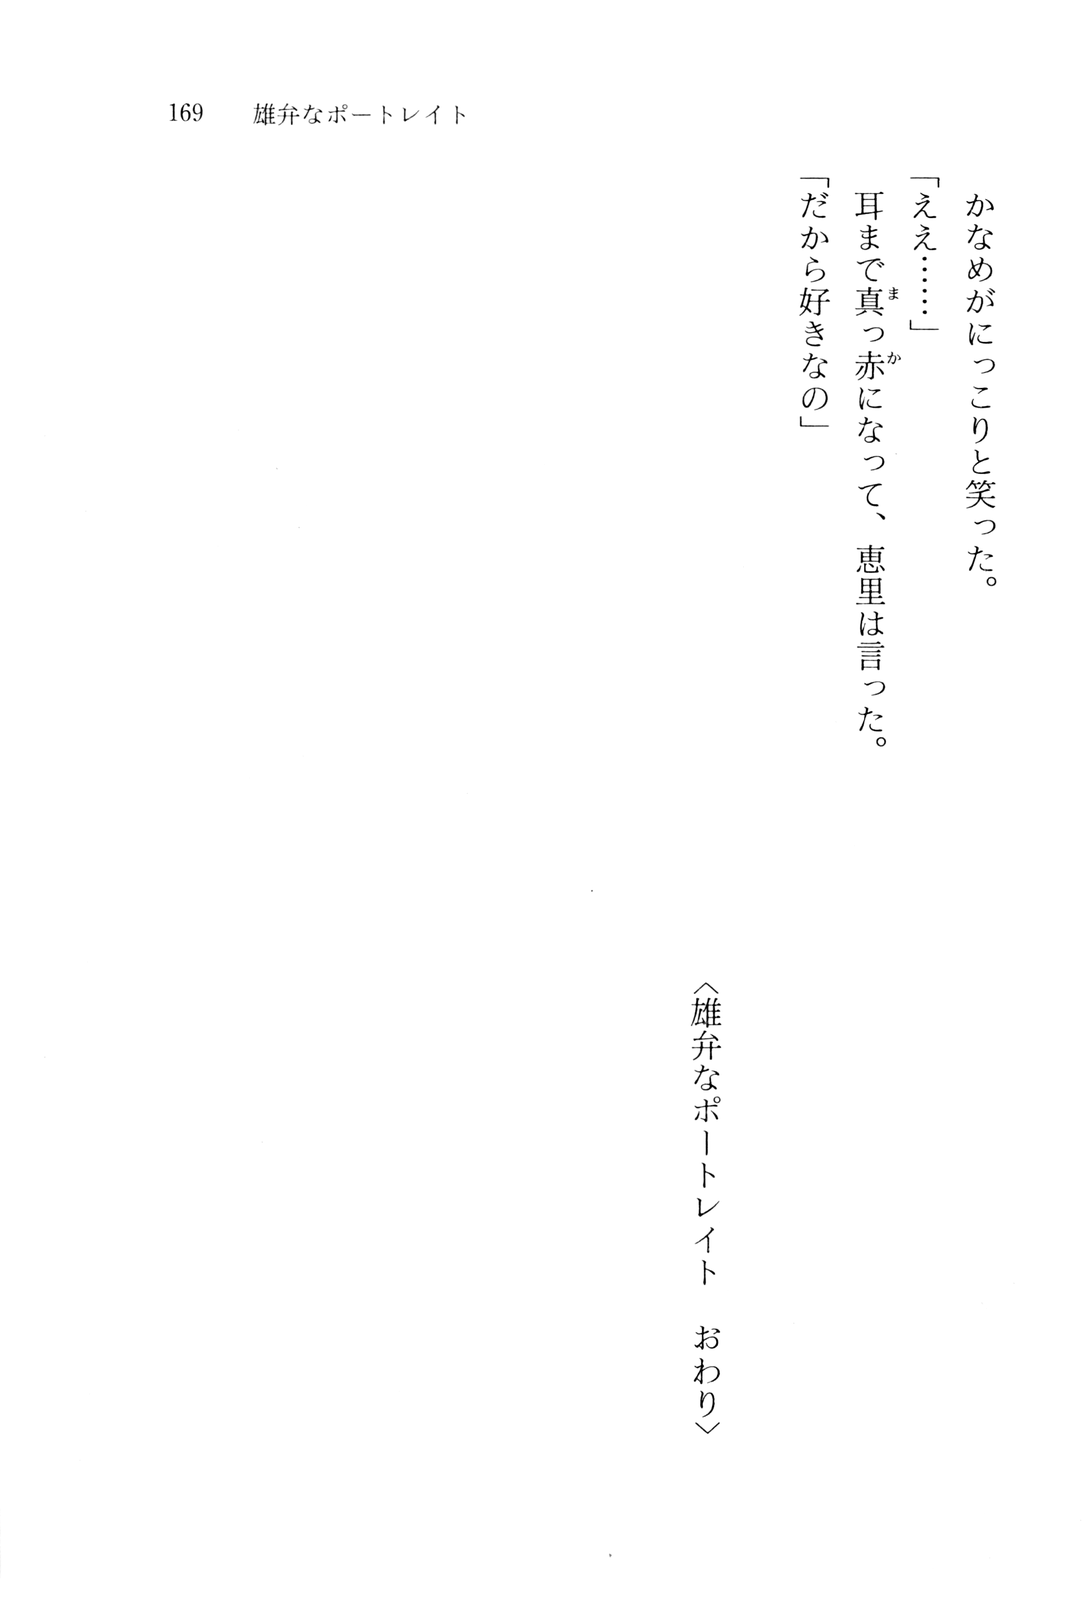 169 雄弁なポートレイト
かなめがにっこりと笑った。
「ええ……」
耳まで真っ赤になって、恵里は言った。
「だから好きなの」
〈雄弁なポートレイト　おわり〉